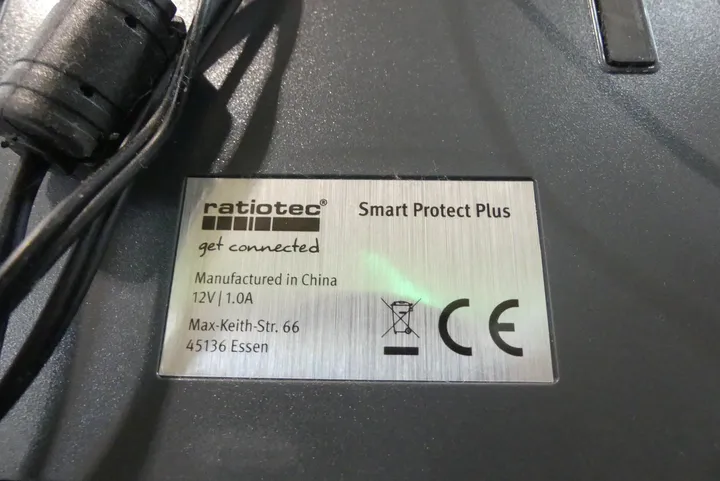 ratiotec®
Smart Protect Plus
get connected
Manufactured in China
12V | 1.0A
Max-Keith-Str. 66
45136 Essen
CE